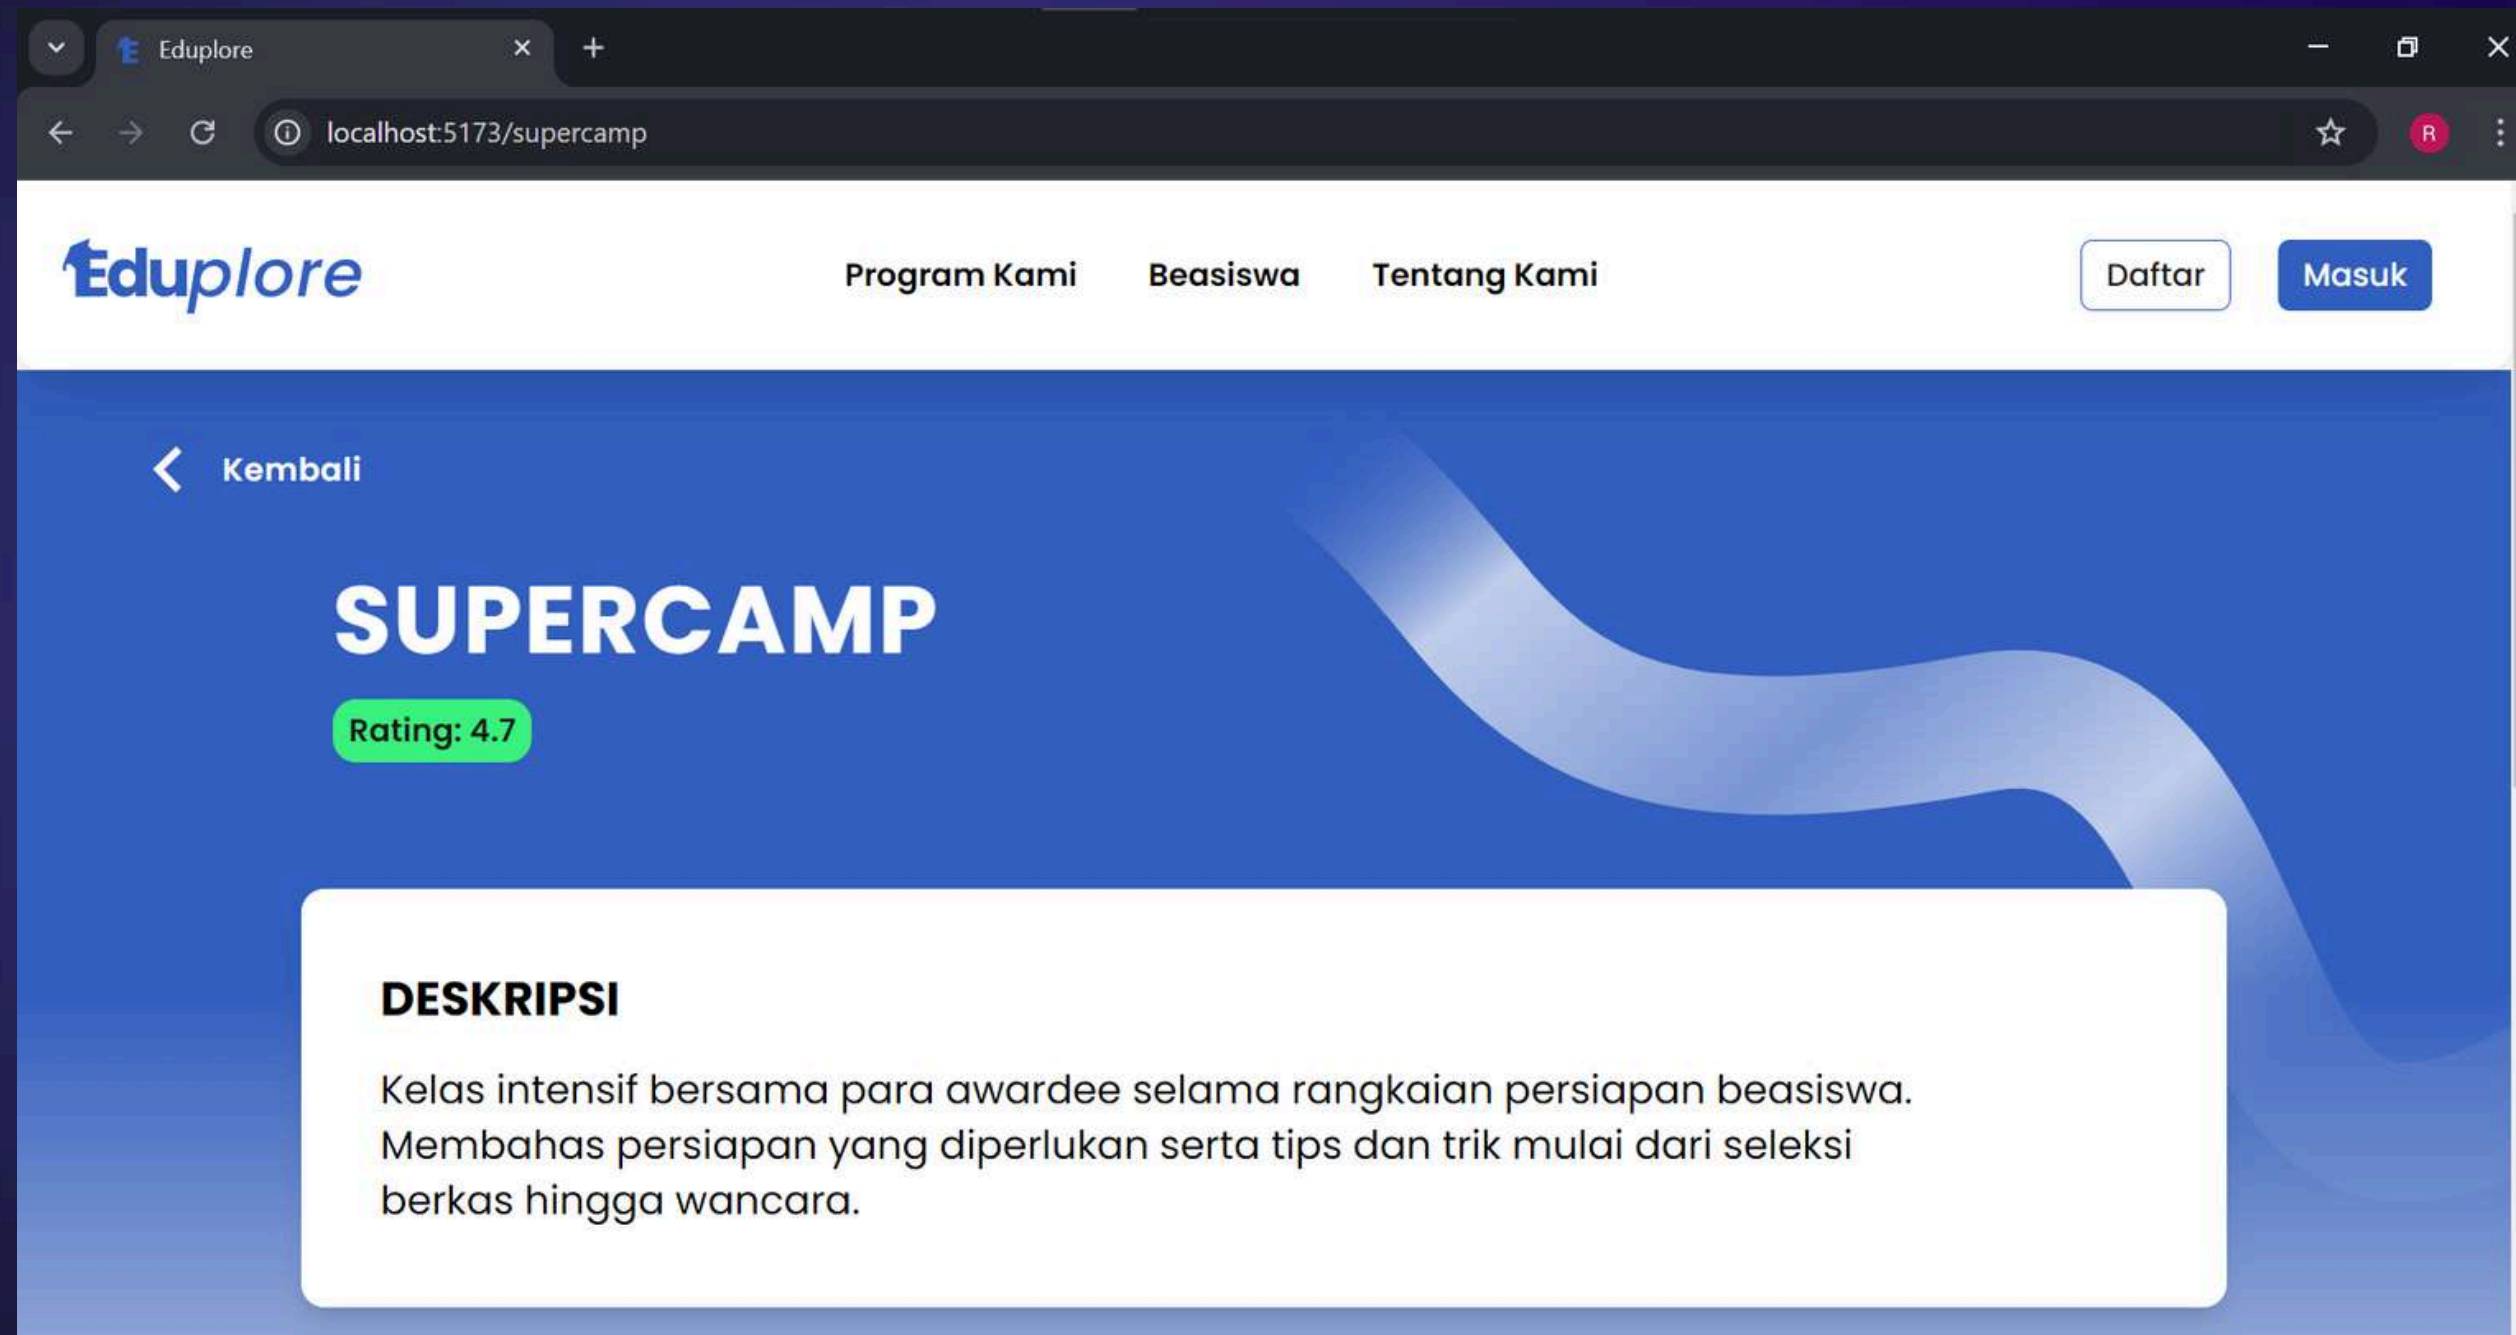 Eduplore
localhost:5173/supercamp
R
Eduplore
Program Kami
Beasiswa
Tentang Kami
Daftar
Masuk
Kembali
SUPERCAMP
Rating: 4.7
DESKRIPSI
Kelas intensif bersama para awardee selama rangkaian persiapan beasiswa.
Membahas persiapan yang diperlukan serta tips dan trik mulai dari seleksi
berkas hingga wancara.